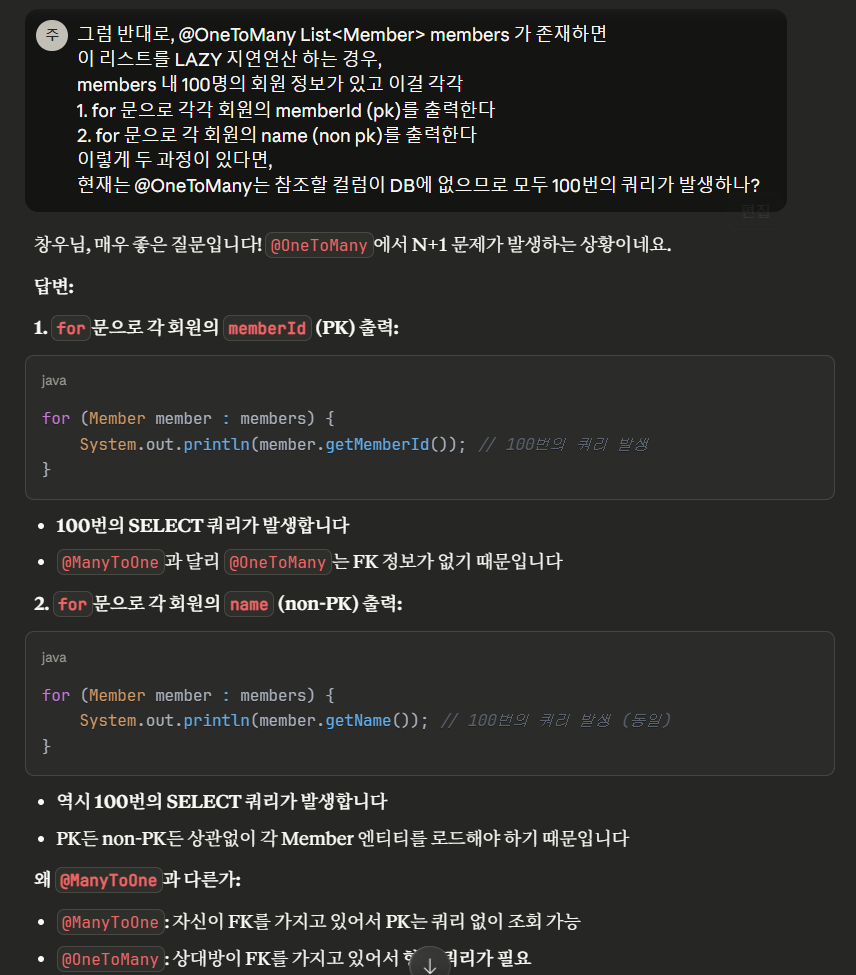 주
그럼 반대로, @OneToMany List<Member> members 가 존재하면
이 리스트를 LAZY 지연연산 하는 경우,
members 내 100명의 회원 정보가 있고 이걸 각각
1. for 문으로 각각 회원의 memberId (pk)를 출력한다
2. for 문으로 각 회원의 name (non pk)를 출력한다
이렇게 두 과정이 있다면,
현재는 @OneToMany는 참조할 컬럼이 DB에 없으므로 모두 100번의 쿼리가 발생하나?
편집
창우님, 매우 좋은 질문입니다! @OneToMany에서 N+1 문제가 발생하는 상황이네요.
답변:
1. for 문으로 각 회원의 memberId (PK) 출력:
java
for (Member member : members) {
System.out.println(member.getMemberId()); // 100번의 쿼리 발생
}
• 100번의 SELECT 쿼리가 발생합니다
• @ManyToOne과 달리 @OneToMany는 FK 정보가 없기 때문입니다
2. for 문으로 각 회원의 name (non-PK) 출력:
java
for (Member member : members) {
System.out.println(member.getName()); // 100번의 쿼리 발생 (동일)
}
• 역시 100번의 SELECT 쿼리가 발생합니다
• PK든 non-PK든 상관없이 각 Member 엔티티를 로드해야 하기 때문입니다
왜 @ManyToOne과 다른가:
• @ManyToOne: 자신이 FK를 가지고 있어서 PK는 쿼리 없이 조회 가능
• @OneToMany: 상대방이 FK를 가지고 있어서 쿼리가 필요